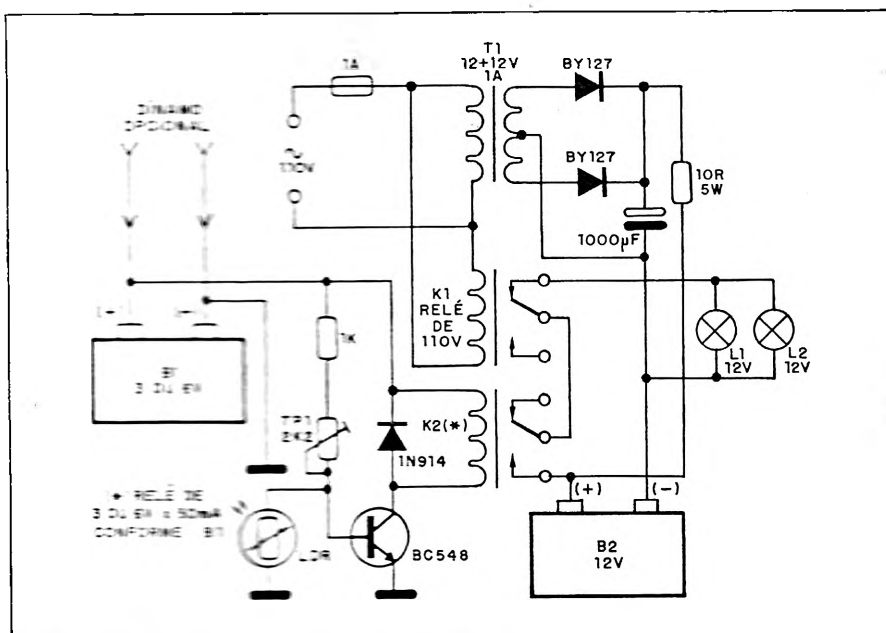 T1
12+12V
1A
BY127
1A
DÍNAMO
OPCIONAL
110V
BY127
10R
5W
1000µF
K1
RELÉ
DE
110V
(+)
(-)
1K
L1
12V
L2
12V
B1
3 OU 6V
TP1
2K2
K2(*)
1N914
(*) RELÉ DE
3 OU 6V x 50mA
CONFORME B1
LDR
BC548
(+)
(-)
B2
12V